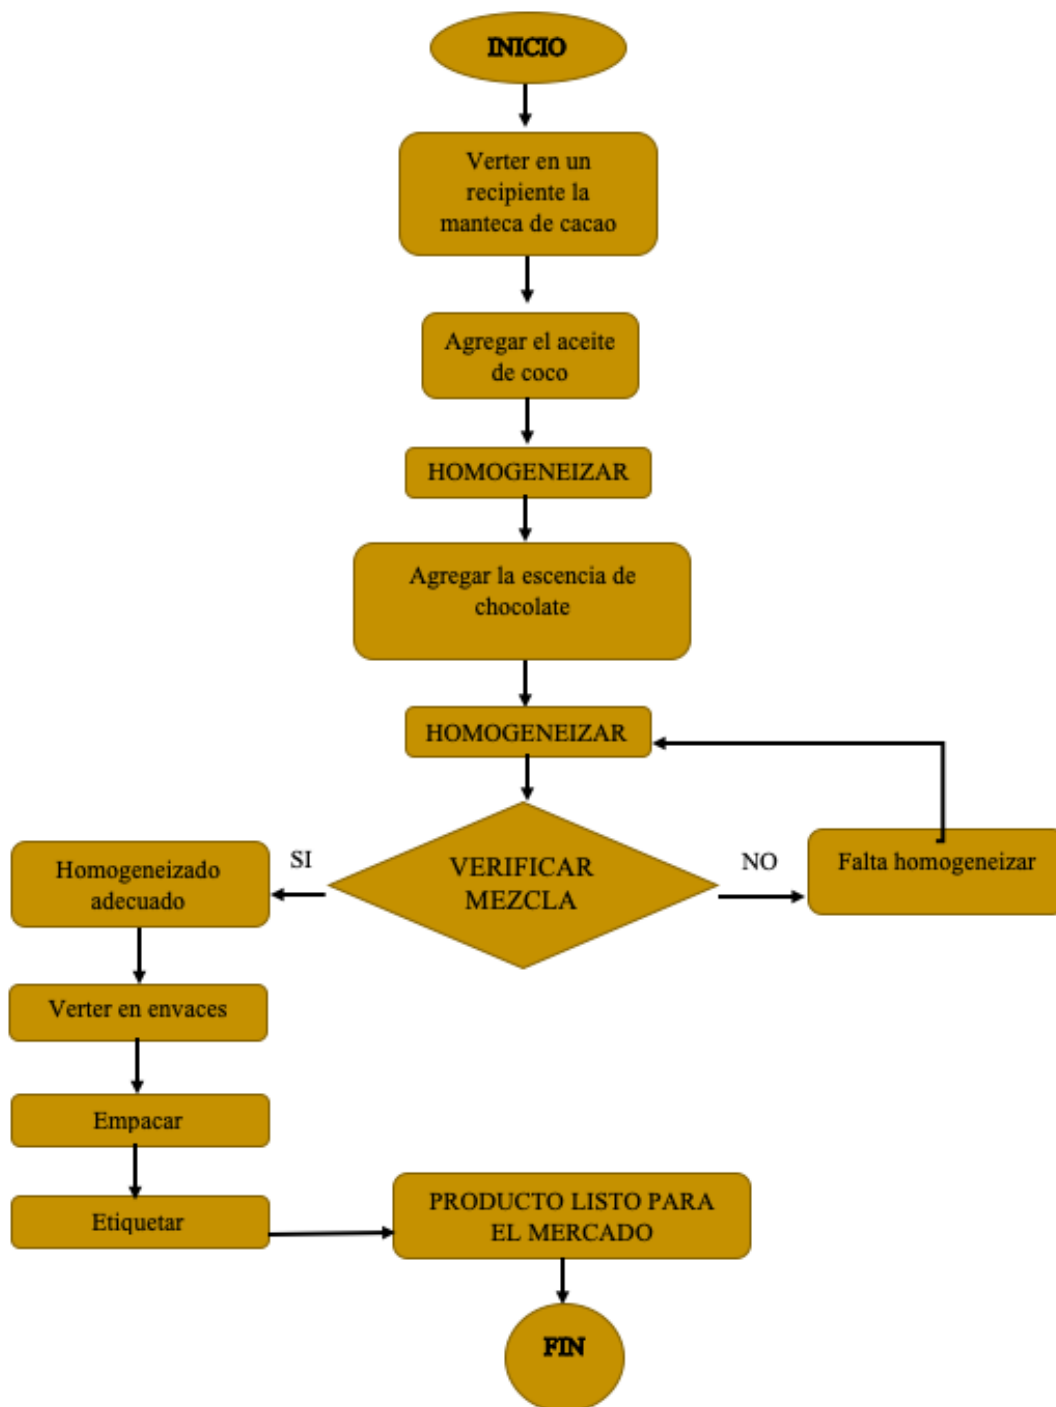 INICIO
Verter en un
recipiente la
manteca de cacao
Agregar el aceite
de coco
HOMOGENEIZAR
Agregar la escencia de
chocolate
HOMOGENEIZAR
VERIFICAR
MEZCLA
SI
NO
Homogeneizado
adecuado
Falta homogeneizar
Verter en envaces
Empacar
Etiquetar
PRODUCTO LISTO PARA
EL MERCADO
FIN